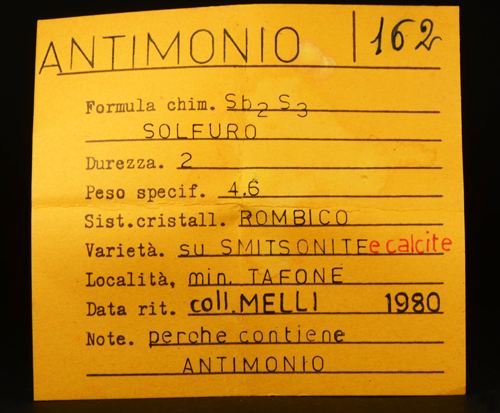 ANTIMONIO 162
Formula chim. Sb2S3
SOLFURO
Durezza. 2
Peso specif. 4.6
Sist.cristall. ROMBICO
Varietà. su SMITSONITE e calcite
Località, min. TAFONE
Data rit. coll. MELLI 1980
Note. perche contiene
ANTIMONIO